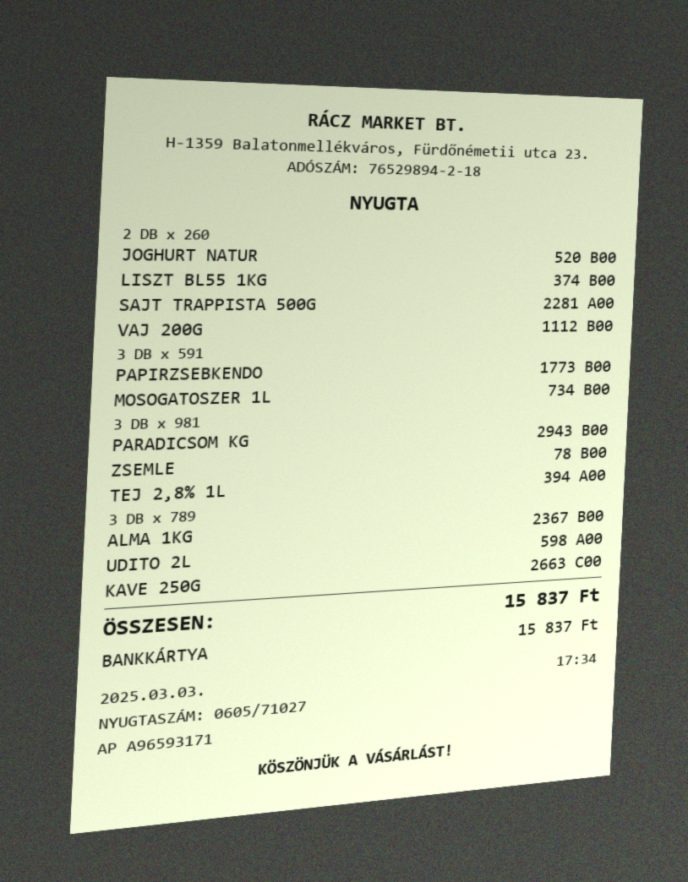 RÁCZ MARKET BT.
H-1359 Balatonmellékváros, Fürdőnémetii utca 23.
ADÓSZÁM: 76529894-2-18
NYUGTA
2 DB x 260
JOGHURT NATUR 520 B00
LISZT BL55 1KG 374 B00
SAJT TRAPPISTA 500G 2281 A00
VAJ 200G 1112 B00
3 DB x 591
PAPIRZSEBKENDO 1773 B00
MOSOGATOSZER 1L 734 B00
3 DB x 981
PARADICSOM KG 2943 B00
ZSEMLE 78 B00
TEJ 2,8% 1L 394 A00
3 DB x 789
ALMA 1KG 2367 B00
UDITO 2L 598 A00
KAVE 250G 2663 C00
ÖSSZESEN: 15 837 Ft
BANKKÁRTYA 15 837 Ft
2025.03.03. 17:34
NYUGTASZÁM: 0605/71027
AP A96593171
KÖSZÖNJÜK A VÁSÁRLÁST!